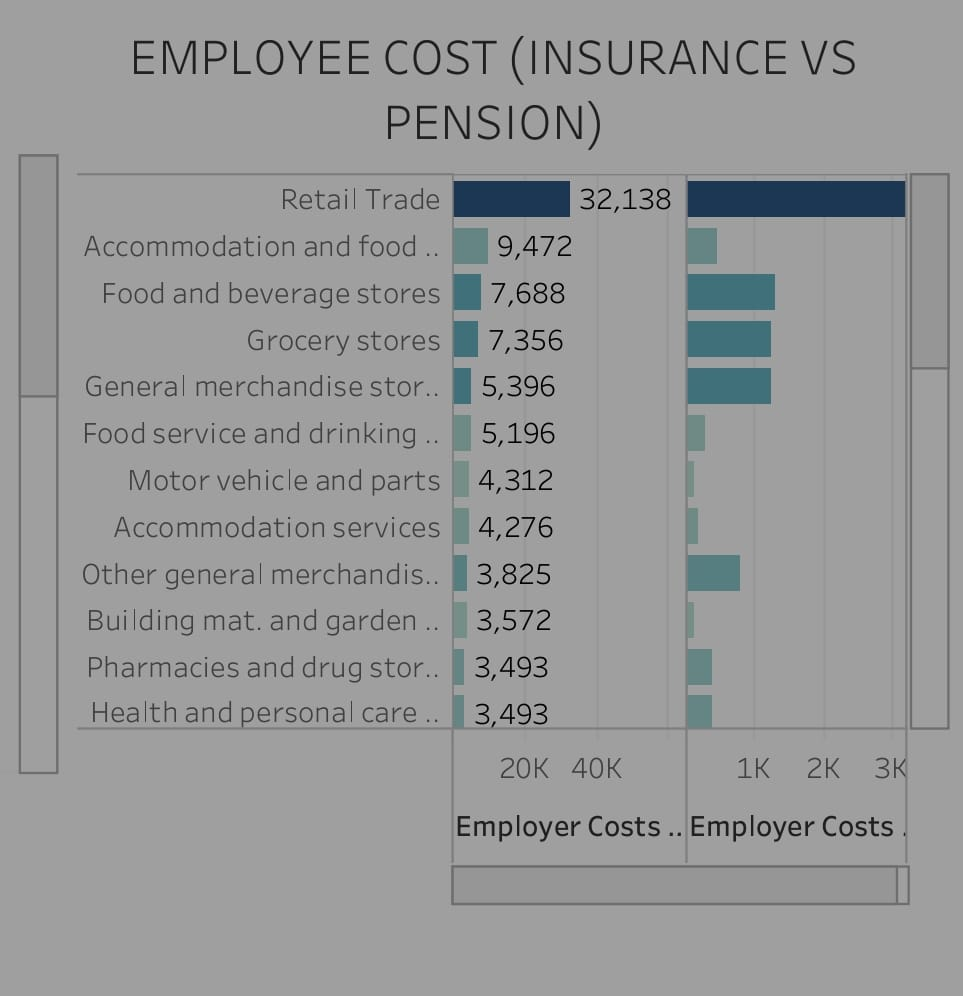 EMPLOYEE COST (INSURANCE VS
PENSION)
Retail Trade 32,138
Accommodation and food .. 9,472
Food and beverage stores 7,688
Grocery stores 7,356
General merchandise stor.. 5,396
Food service and drinking .. 5,196
Motor vehicle and parts 4,312
Accommodation services 4,276
Other general merchandis.. 3,825
Building mat. and garden .. 3,572
Pharmacies and drug stor.. 3,493
Health and personal care .. 3,493
20K 40K 1K 2K 3K
Employer Costs .. Employer Costs .